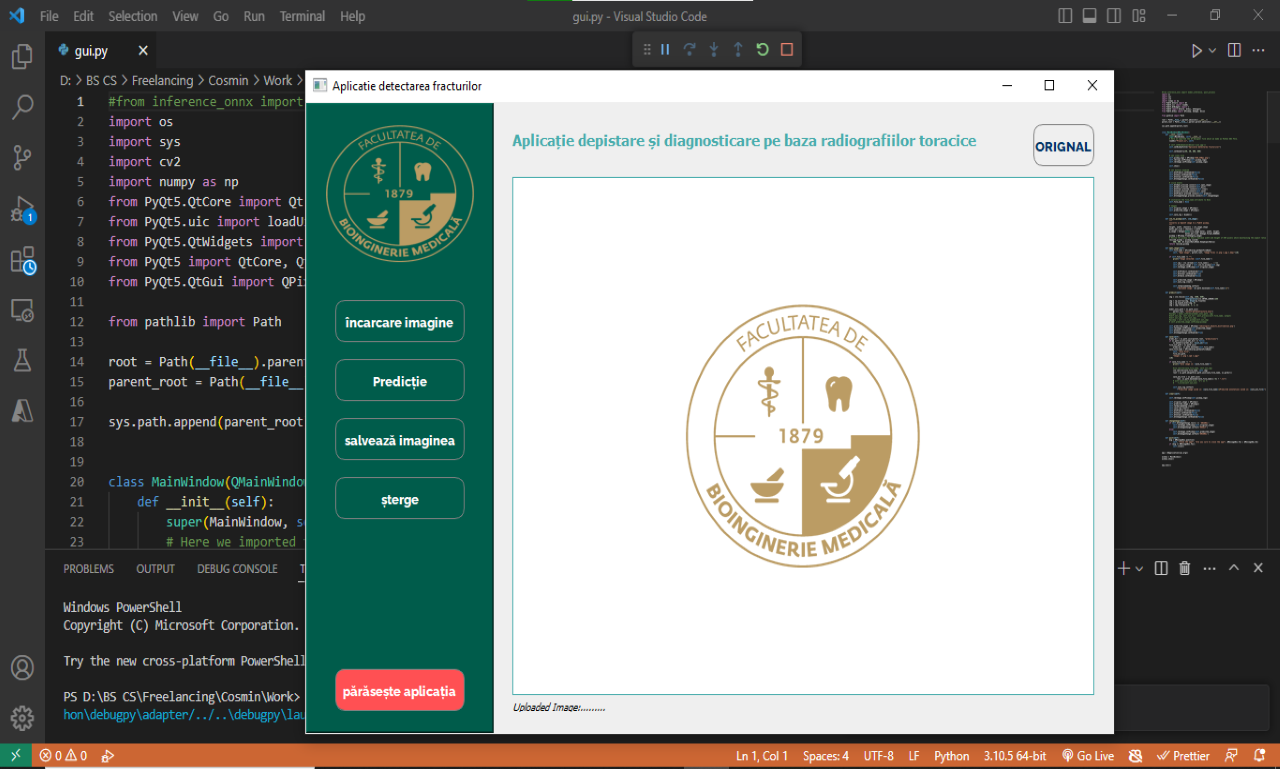 File Edit Selection View Go Run Terminal Help
gui.py - Visual Studio Code
gui.py
D: > BS CS > Freelancing > Cosmin > Work >
1 #from inference_onnx import
2 import os
3 import sys
4 import cv2
5 import numpy as np
6 from PyQt5.QtCore import Qt
7 from PyQt5.uic import loadU
8 from PyQt5.QtWidgets import
9 from PyQt5 import QtCore, Qt
10 from PyQt5.QtGui import QPi
11
12 from pathlib import Path
13
14 root = Path(__file__).parent
15 parent_root = Path(__file__
16
17 sys.path.append(parent_root
18
19
20 class MainWindow(QMainWindow
21 def __init__(self):
22 super(MainWindow, se
23 # Here we imported
PROBLEMS OUTPUT DEBUG CONSOLE T
Windows PowerShell
Copyright (C) Microsoft Corporation.
Try the new cross-platform PowerShell
PS D:\BS CS\Freelancing\Cosmin\Work>
hon\debugpy\adapter/../..\debugpy\lau
Aplicatie detectarea fracturilor
FACULTATEA DE
1879
BIOINGINERIE MEDICALĂ
incarcare imagine
Predicție
salvează imaginea
șterge
părăsește aplicația
Aplicație depistare și diagnosticare pe baza radiografiilor toracice
ORIGNAL
FACULTATEA DE
1879
BIOINGINERIE MEDICALĂ
Uploaded Image:.........
1
0 0
Ln 1, Col 1 Spaces: 4 UTF-8 LF Python 3.10.5 64-bit Go Live Prettier